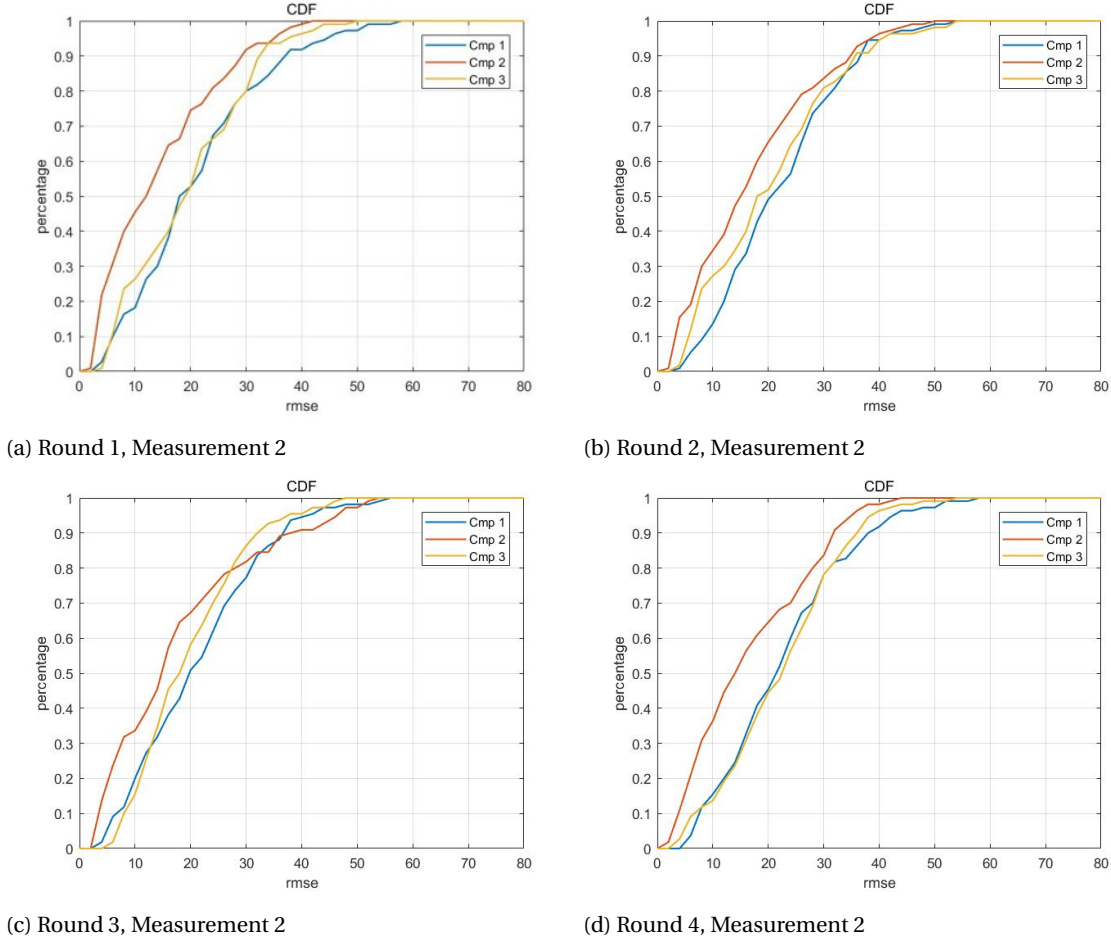 CDF
1
0.9
0.8
0.7
0.6
0.5
0.4
0.3
0.2
0.1
0
percentage
Cmp 1
Cmp 2
Cmp 3
0 10 20 30 40 50 60 70 80
rmse
(a) Round 1, Measurement 2
CDF
1
0.9
0.8
0.7
0.6
0.5
0.4
0.3
0.2
0.1
0
percentage
Cmp 1
Cmp 2
Cmp 3
0 10 20 30 40 50 60 70 80
rmse
(b) Round 2, Measurement 2
CDF
1
0.9
0.8
0.7
0.6
0.5
0.4
0.3
0.2
0.1
0
percentage
Cmp 1
Cmp 2
Cmp 3
0 10 20 30 40 50 60 70 80
rmse
(c) Round 3, Measurement 2
CDF
1
0.9
0.8
0.7
0.6
0.5
0.4
0.3
0.2
0.1
0
percentage
Cmp 1
Cmp 2
Cmp 3
0 10 20 30 40 50 60 70 80
rmse
(d) Round 4, Measurement 2